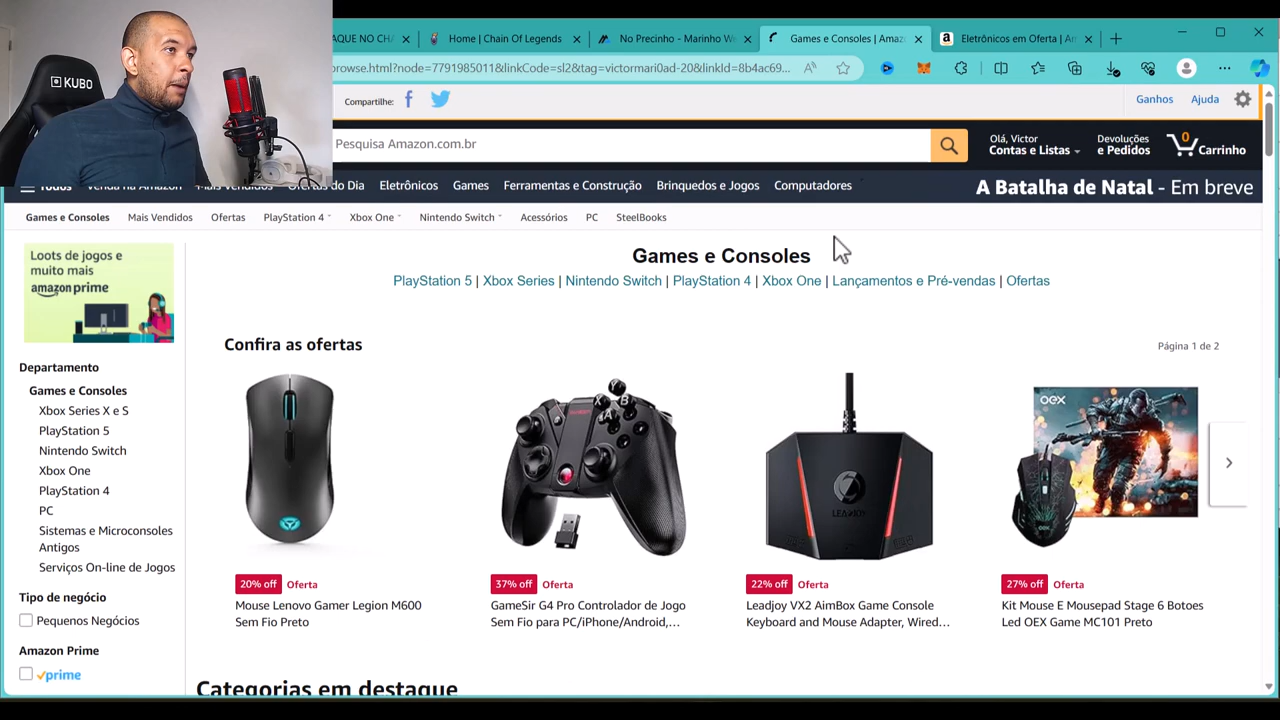 AQUE NO CHA
Home | Chain Of Legends
No Precinho - Marinho W
Games e Consoles | Amaz
Eletrônicos em Oferta | An
browse.html?node=7791985011&linkCode=sl2&tag=victormari0ad-20&linkId=8b4ac69...
KUBO
Compartilhe:
Ganhos
Ajuda
Pesquisa Amazon.com.br
Olá, Victor
Contas e Listas
Devoluções
e Pedidos
0
Carrinho
Todos
Venda na Amazon
Mais Vendidos
Ofertas do Dia
Eletrônicos
Games
Ferramentas e Construção
Brinquedos e Jogos
Computadores
A Batalha de Natal - Em breve
Games e Consoles
Mais Vendidos
Ofertas
PlayStation 4
Xbox One
Nintendo Switch
Acessórios
PC
SteelBooks
Loots de jogos e
muito mais
amazon prime
Games e Consoles
PlayStation 5 | Xbox Series | Nintendo Switch | PlayStation 4 | Xbox One | Lançamentos e Pré-vendas | Ofertas
Departamento
Games e Consoles
Xbox Series X e S
PlayStation 5
Nintendo Switch
Xbox One
PlayStation 4
PC
Sistemas e Microconsoles
Antigos
Serviços On-line de Jogos
Tipo de negócio
Pequenos Negócios
Amazon Prime
prime
Confira as ofertas
Página 1 de 2
Y
X
B
A
LEADJOY
oex
20% off Oferta
Mouse Lenovo Gamer Legion M600
Sem Fio Preto
37% off Oferta
GameSir G4 Pro Controlador de Jogo
Sem Fio para PC/iPhone/Android,...
22% off Oferta
Leadjoy VX2 AimBox Game Console
Keyboard and Mouse Adapter, Wired...
27% off Oferta
Kit Mouse E Mousepad Stage 6 Botoes
Led OEX Game MC101 Preto
Categorias em destaque